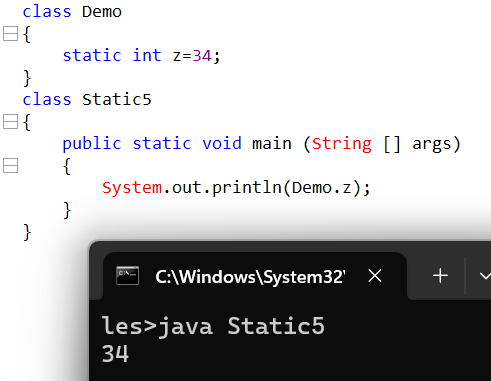 class Demo
{
static int z=34;
}
class Static5
{
public static void main (String [] args)
{
System.out.println(Demo.z);
}
}
C:\Windows\System32\
les>java Static5
34